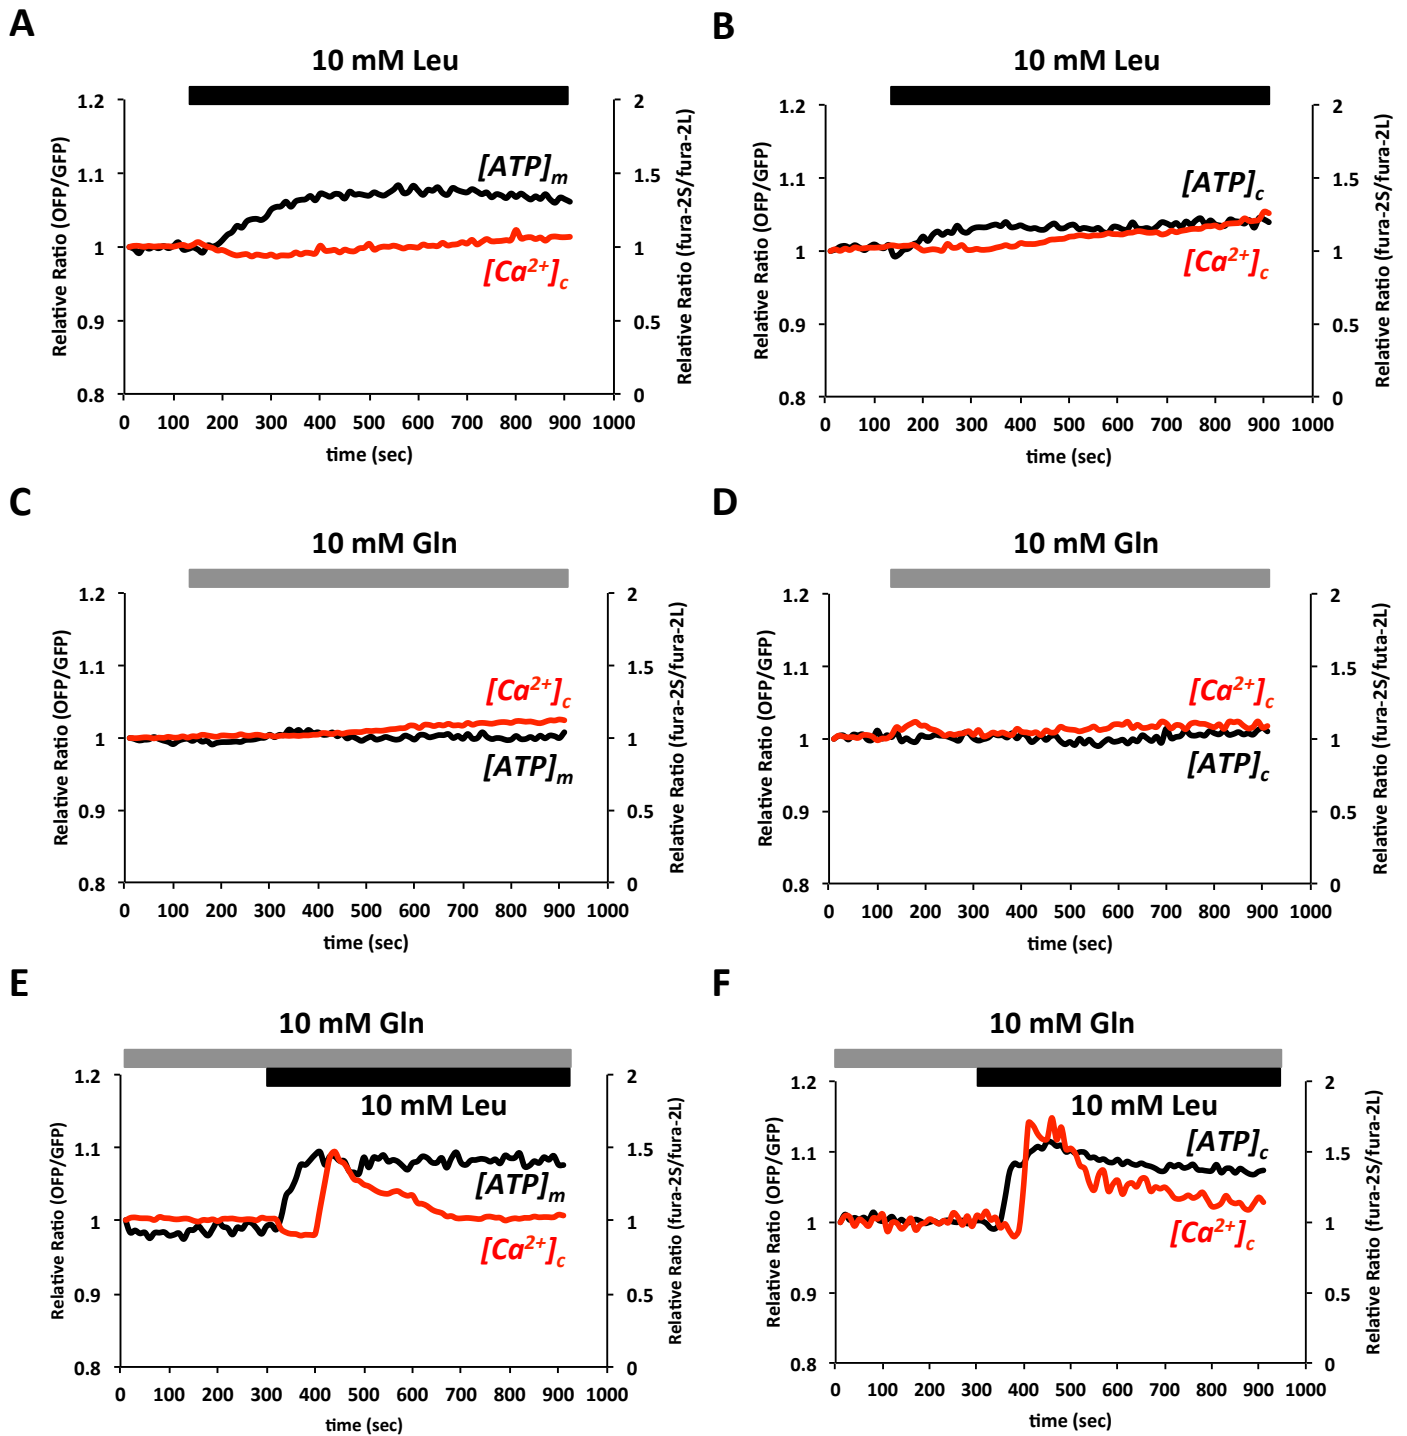 A
10 mM Leu
1.2
1.1
1
0.9
0.8
2
1.5
1
0.5
0
Relative Ratio (OFP/GFP)
Relative Ratio (fura-2S/fura-2L)
[ATP]m
[Ca2+]c
0 100 200 300 400 500 600 700 800 900 1000
time (sec)
B
10 mM Leu
1.2
1.1
1
0.9
0.8
2
1.5
1
0.5
0
Relative Ratio (OFP/GFP)
Relative Ratio (fura-2S/fura-2L)
[ATP]c
[Ca2+]c
0 100 200 300 400 500 600 700 800 900 1000
time (sec)
C
10 mM Gln
1.2
1.1
1
0.9
0.8
2
1.5
1
0.5
0
Relative Ratio (OFP/GFP)
Relative Ratio (fura-2S/fura-2L)
[Ca2+]c
[ATP]m
0 100 200 300 400 500 600 700 800 900 1000
time (sec)
D
10 mM Gln
1.2
1.1
1
0.9
0.8
2
1.5
1
0.5
0
Relative Ratio (OFP/GFP)
Relative Ratio (fura-2S/futa-2L)
[Ca2+]c
[ATP]c
0 100 200 300 400 500 600 700 800 900 1000
time (sec)
E
10 mM Gln
10 mM Leu
1.2
1.1
1
0.9
0.8
2
1.5
1
0.5
0
Relative Ratio (OFP/GFP)
Relative Ratio (fura-2S/fura-2L)
[ATP]m
[Ca2+]c
0 100 200 300 400 500 600 700 800 900 1000
time (sec)
F
10 mM Gln
10 mM Leu
1.2
1.1
1
0.9
0.8
2
1.5
1
0.5
0
Relative Ratio (OFP/GFP)
Relative Ratio (fura-2S/fura-2L)
[ATP]c
[Ca2+]c
0 100 200 300 400 500 600 700 800 900 1000
time (sec)